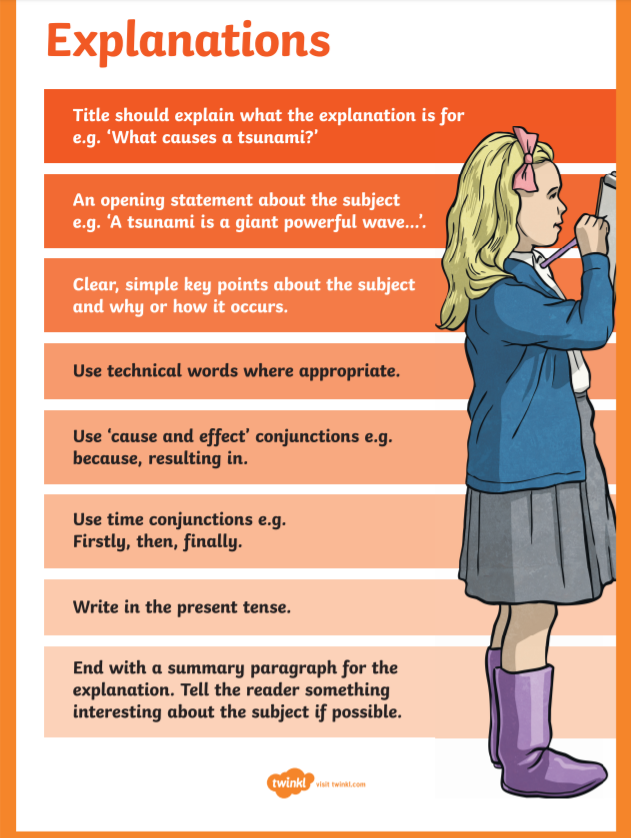 Explanations
Title should explain what the explanation is for
e.g. ‘What causes a tsunami?’
An opening statement about the subject
e.g. ‘A tsunami is a giant powerful wave...’.
Clear, simple key points about the subject
and why or how it occurs.
Use technical words where appropriate.
Use ‘cause and effect’ conjunctions e.g.
because, resulting in.
Use time conjunctions e.g.
Firstly, then, finally.
Write in the present tense.
End with a summary paragraph for the
explanation. Tell the reader something
interesting about the subject if possible.
twinkl visit twinkl.com